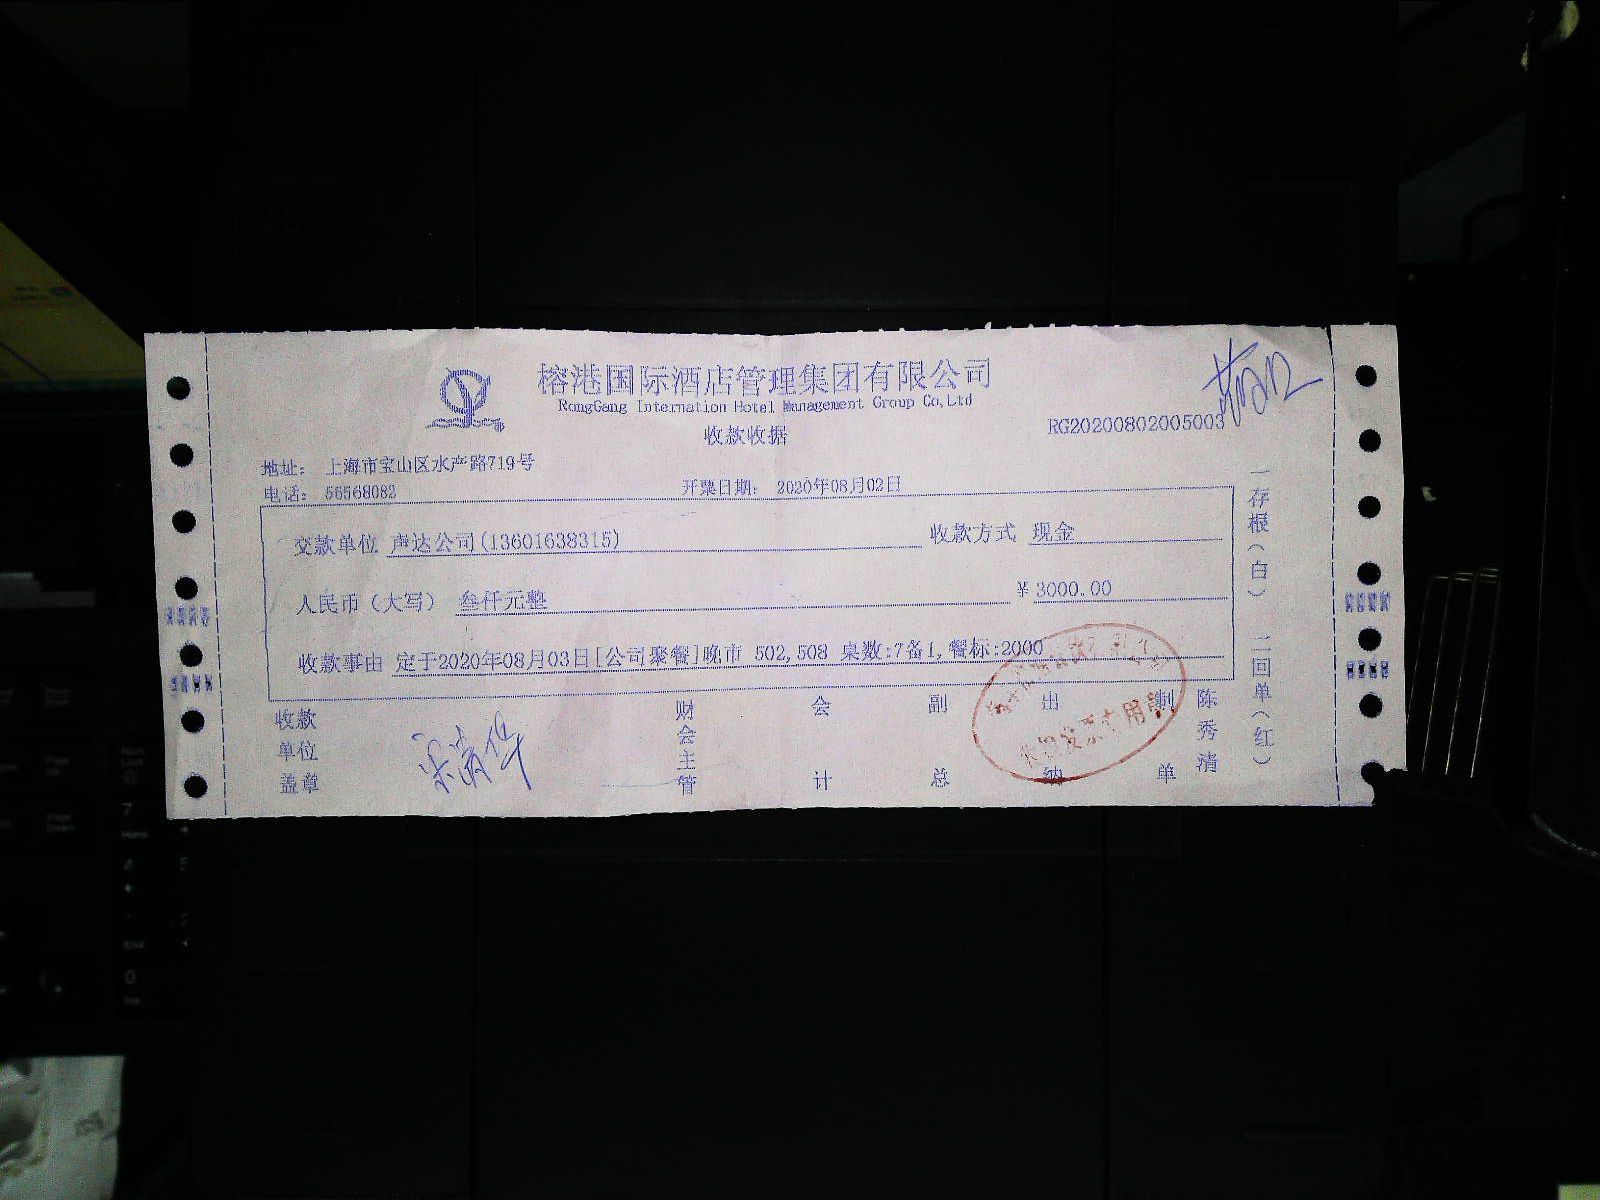 榕港国际酒店管理集团有限公司
RongGang Internation Hotel Management Group Co,Ltd
收款收据
RG20200802005003
地址： 上海市宝山区水产路719号
电话： 56568082 开票日期： 2020年08月02日
交款单位 声达公司(13601638315) 收款方式 现金
人民币（大写） 叁仟元整 ¥ 3000.00
收款事由 定于2020年08月03日[公司聚餐]晚市 502,508 桌数:7备1,餐标:2000
收款单位盖章
财会主管
会计
副总
出纳
制单
陈秀清
一存根（白） 二回单（红）
发票专用章